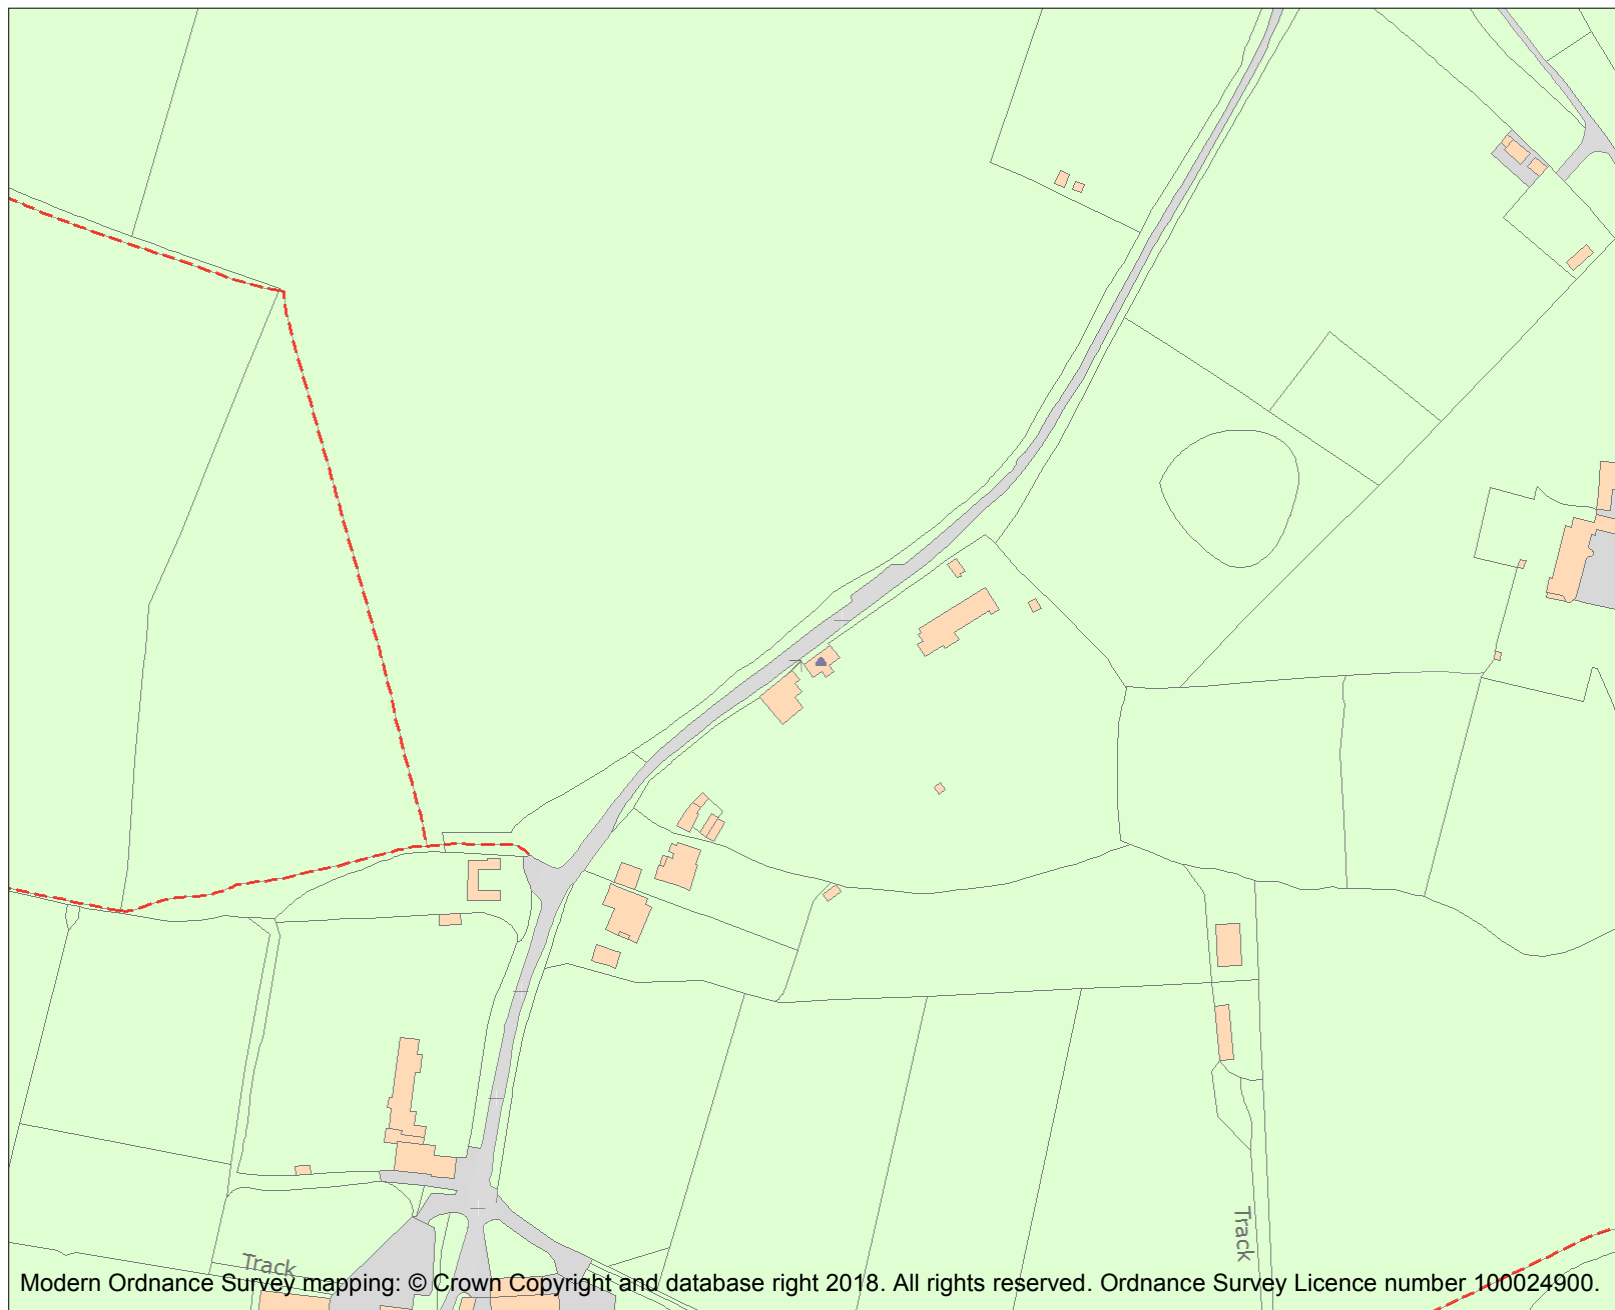 Track
Track
Modern Ordnance Survey mapping: © Crown Copyright and database right 2018. All rights reserved. Ordnance Survey Licence number 100024900.